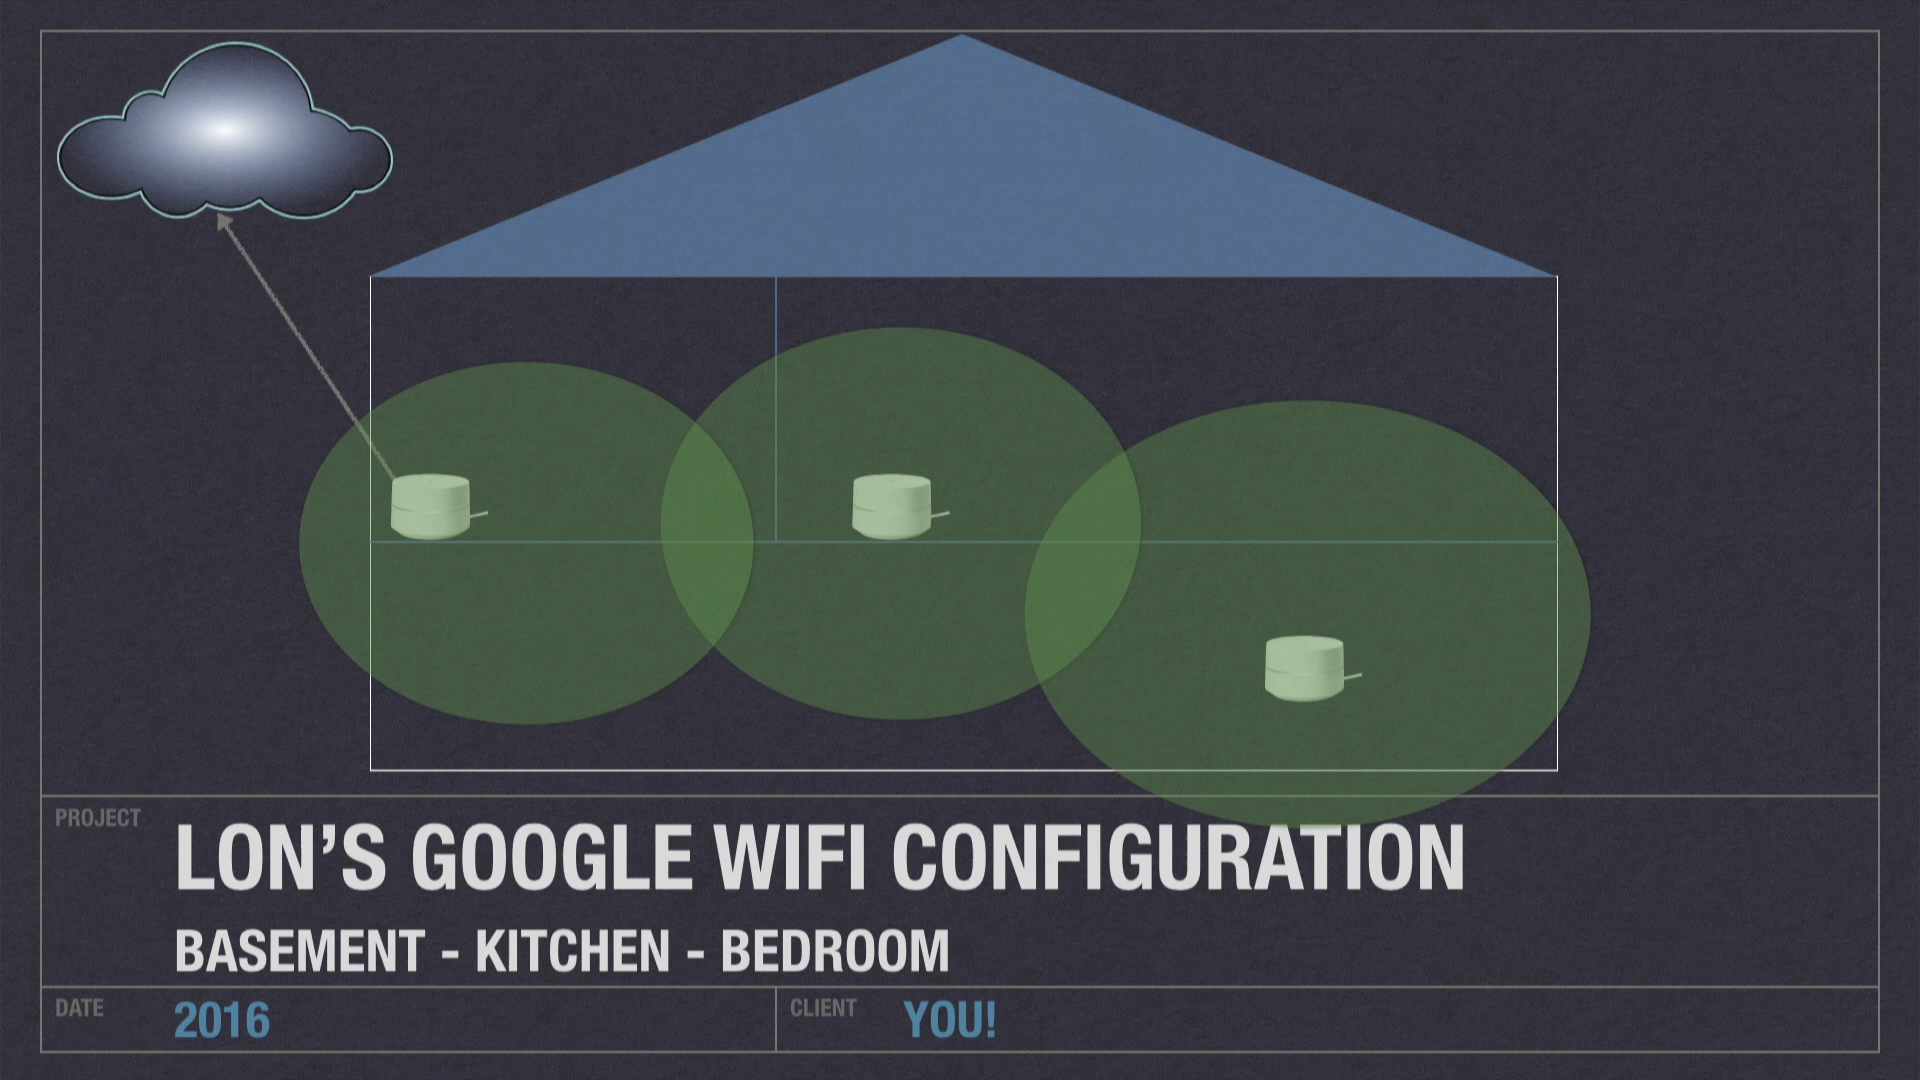 PROJECT
LON’S GOOGLE WIFI CONFIGURATION
BASEMENT - KITCHEN - BEDROOM
DATE
2016
CLIENT
YOU!